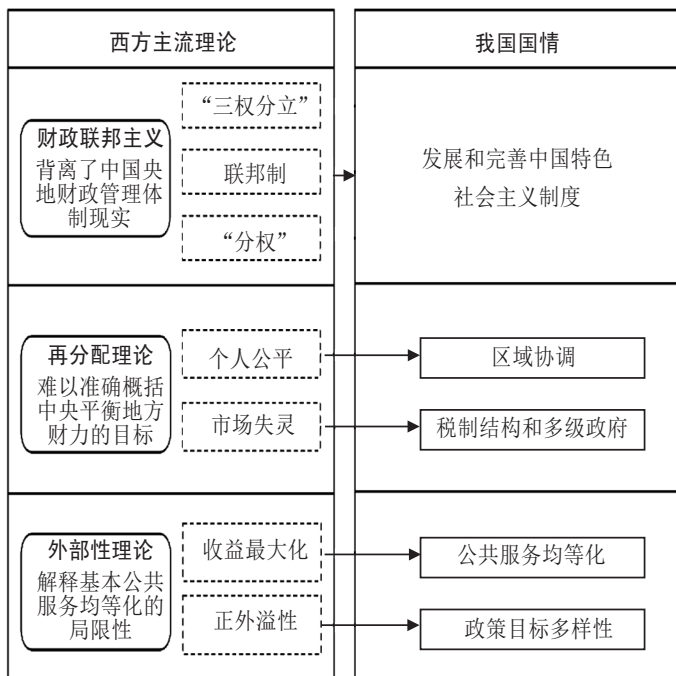 西方主流理论
我国国情
财政联邦主义
背离了中国央
地财政管理体
制现实
“三权分立”
联邦制
“分权”
发展和完善中国特色
社会主义制度
再分配理论
难以准确概括
中央平衡地方
财力的目标
个人公平
市场失灵
区域协调
税制结构和多级政府
外部性理论
解释基本公共
服务均等化的
局限性
收益最大化
正外溢性
公共服务均等化
政策目标多样性